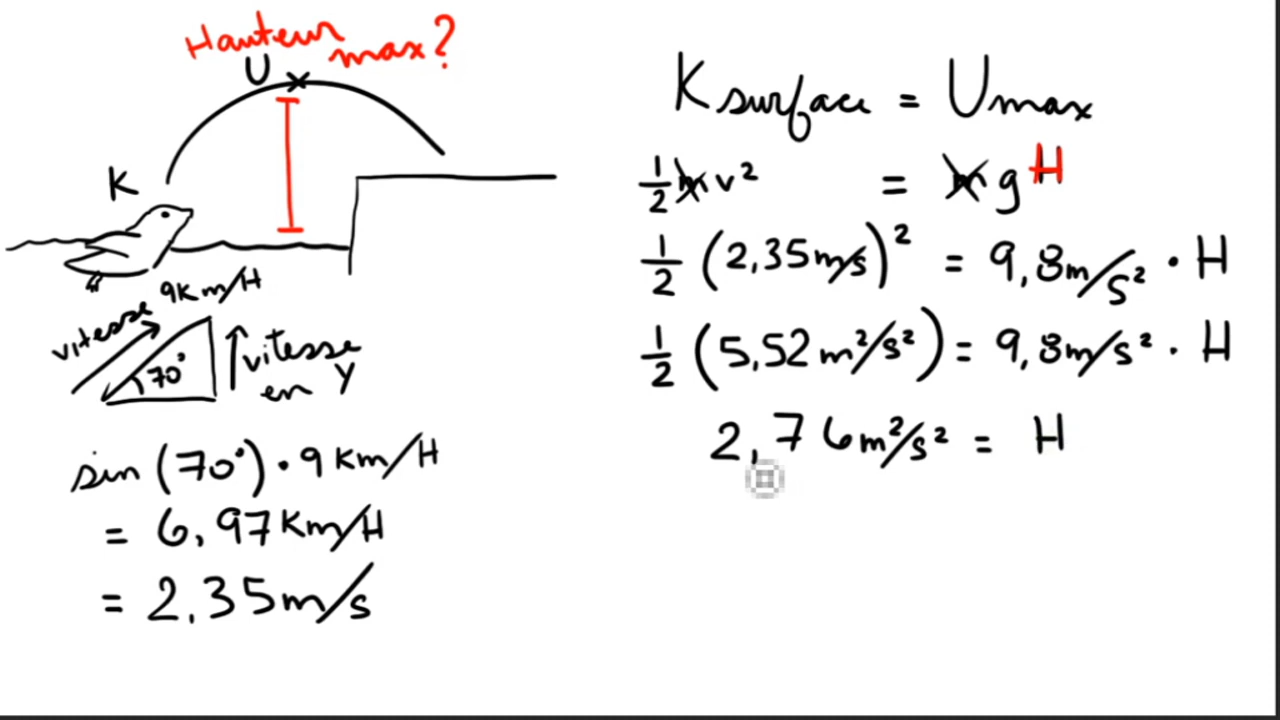 Hauteur max?
U
K
vitesse 9Km/H
70°
vitesse en Y
sin (70°) · 9 Km/H
= 6,97 Km/H
= 2,35 m/s
K surface = U max
1/2 m v² = m g H
1/2 (2,35 m/s)² = 9,8 m/s² · H
1/2 (5,52 m²/s²) = 9,8 m/s² · H
2,76 m²/s² = H